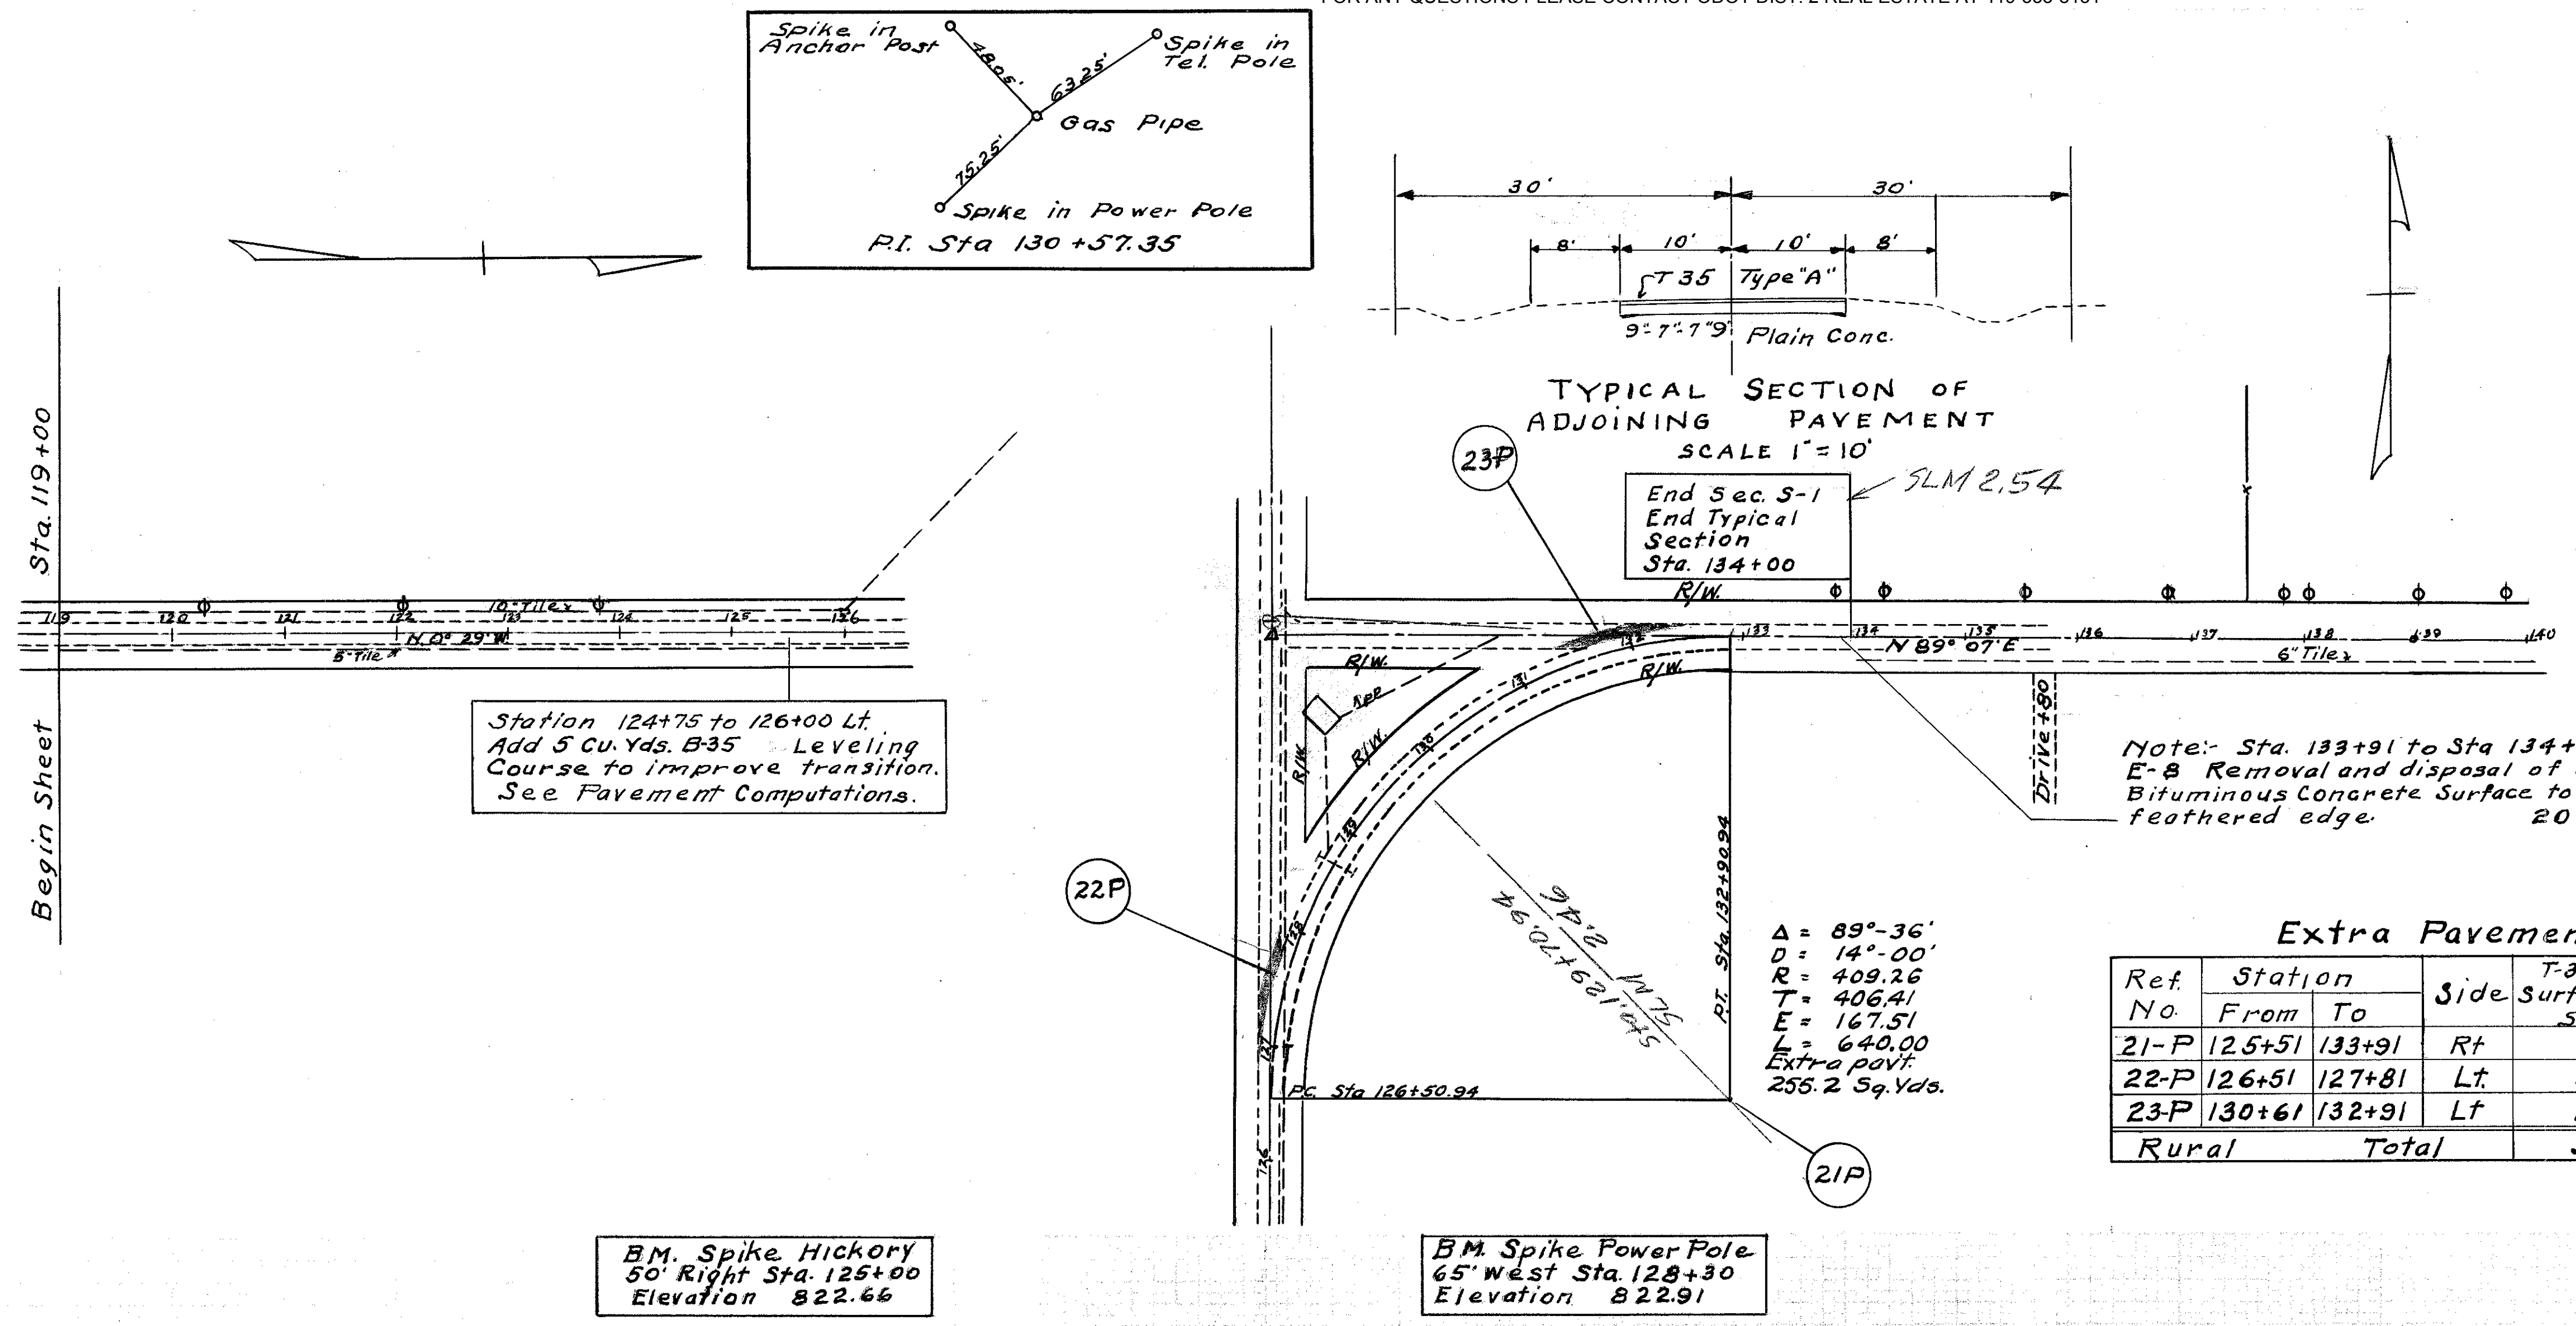 Spike in
Anchor Post
48.05'
63.25'
Spike in
Tel. Pole
Gas Pipe
75.25'
Spike in Power Pole
P.I. Sta 130+57.35
30' 30'
8' 10' 10' 8'
T 35 Type "A"
9"-7"-7"9" Plain Conc.
TYPICAL SECTION OF
ADJOINING PAVEMENT
SCALE 1"=10'
23P
End Sec. S-1
End Typical
Section
Sta. 134+00
SLM 2.54
Begin Sheet Sta. 119+00
10" Tile
119 120 121 122 123 124 125 126
N. 0° 29' W.
5" Tile
Station 124+75 to 126+00 Lt.
Add 5 Cu. Yds. B-35 Leveling
Course to improve transition.
See Pavement Computations.
R/W.
132 133 134 135 136 137 138 139 140
N 89° 07' E
6" Tile
R/W.
R/W.
R/W.
R/W.
131
130
129
128
127
126
Drive +80
Note:- Sta. 133+91 to Sta 134+
E-8 Removal and disposal of
Bituminous Concrete Surface to
feathered edge. 20
22P
P.T. Sta. 132+90.94
Sta. 129+70.94
SLM 2.46
P.C. Sta 126+50.94
Δ = 89°-36'
D = 14°-00'
R = 409.26
T = 406.41
E = 167.51
L = 640.00
Extra pav't.
255.2 Sq. Yds.
21P
Extra Pavemen
Ref. No. Station Side
From To
21-P 125+51 133+91 Rt
22-P 126+51 127+81 Lt.
23-P 130+61 132+91 Lt
Rural Total
B.M. Spike Hickory
50' Right Sta. 125+00
Elevation 822.66
B.M. Spike Power Pole
65' West Sta. 128+30
Elevation 822.91